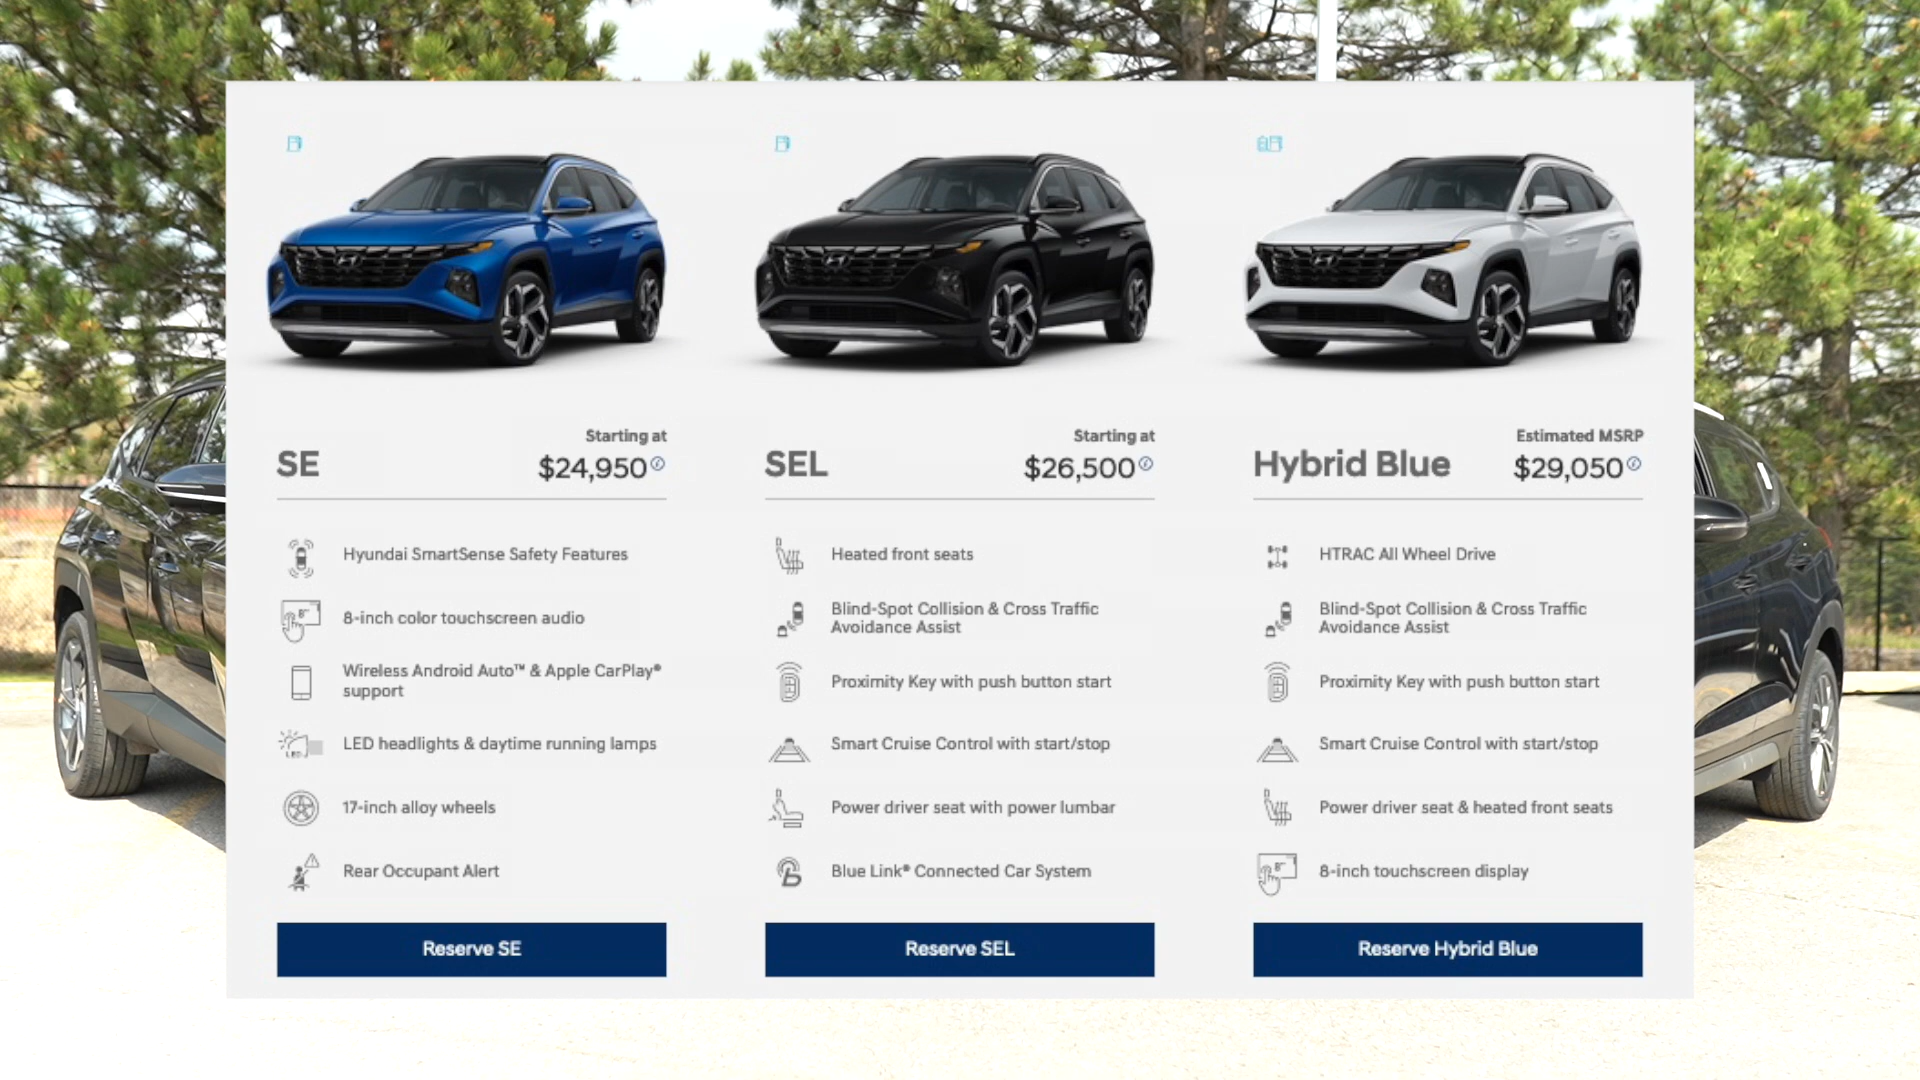 SE
Starting at
$24,950
Hyundai SmartSense Safety Features
8"
8-inch color touchscreen audio
Wireless Android Auto™ & Apple CarPlay®
support
LED
LED headlights & daytime running lamps
17-inch alloy wheels
Rear Occupant Alert
Reserve SE
SEL
Starting at
$26,500
Heated front seats
Blind-Spot Collision & Cross Traffic
Avoidance Assist
Proximity Key with push button start
Smart Cruise Control with start/stop
Power driver seat with power lumbar
Blue Link® Connected Car System
Reserve SEL
Hybrid Blue
Estimated MSRP
$29,050
HTRAC All Wheel Drive
Blind-Spot Collision & Cross Traffic
Avoidance Assist
Proximity Key with push button start
Smart Cruise Control with start/stop
Power driver seat & heated front seats
8"
8-inch touchscreen display
Reserve Hybrid Blue